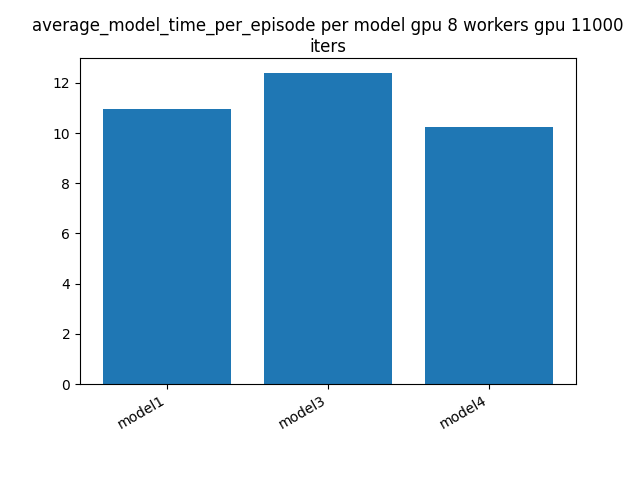 average_model_time_per_episode per model gpu 8 workers gpu 11000
iters
12
10
8
6
4
2
0
model1
model3
model4